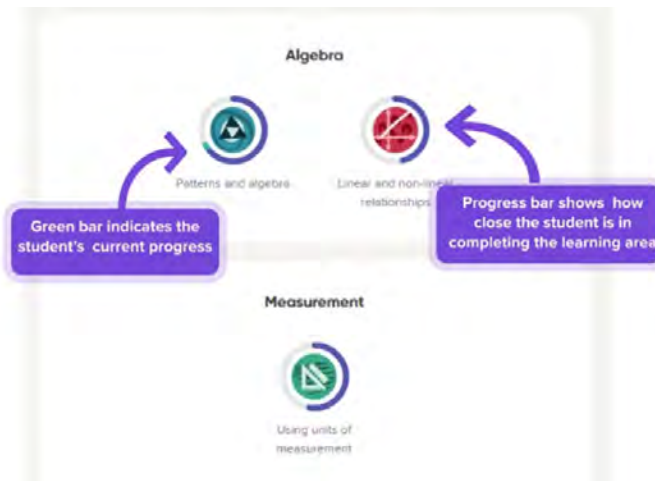 Algebra
Patterns and algebra
Linear and non-linear
relationships
Green bar indicates the
student's current progress
Progress bar shows how
close the student is in
completing the learning area
Measurement
Using units of
measurement